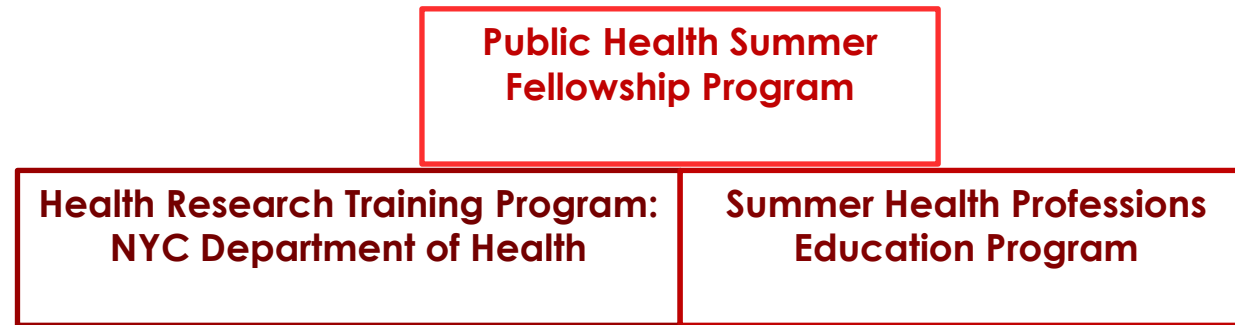 Public Health Summer
Fellowship Program
Health Research Training Program:
NYC Department of Health
Summer Health Professions
Education Program